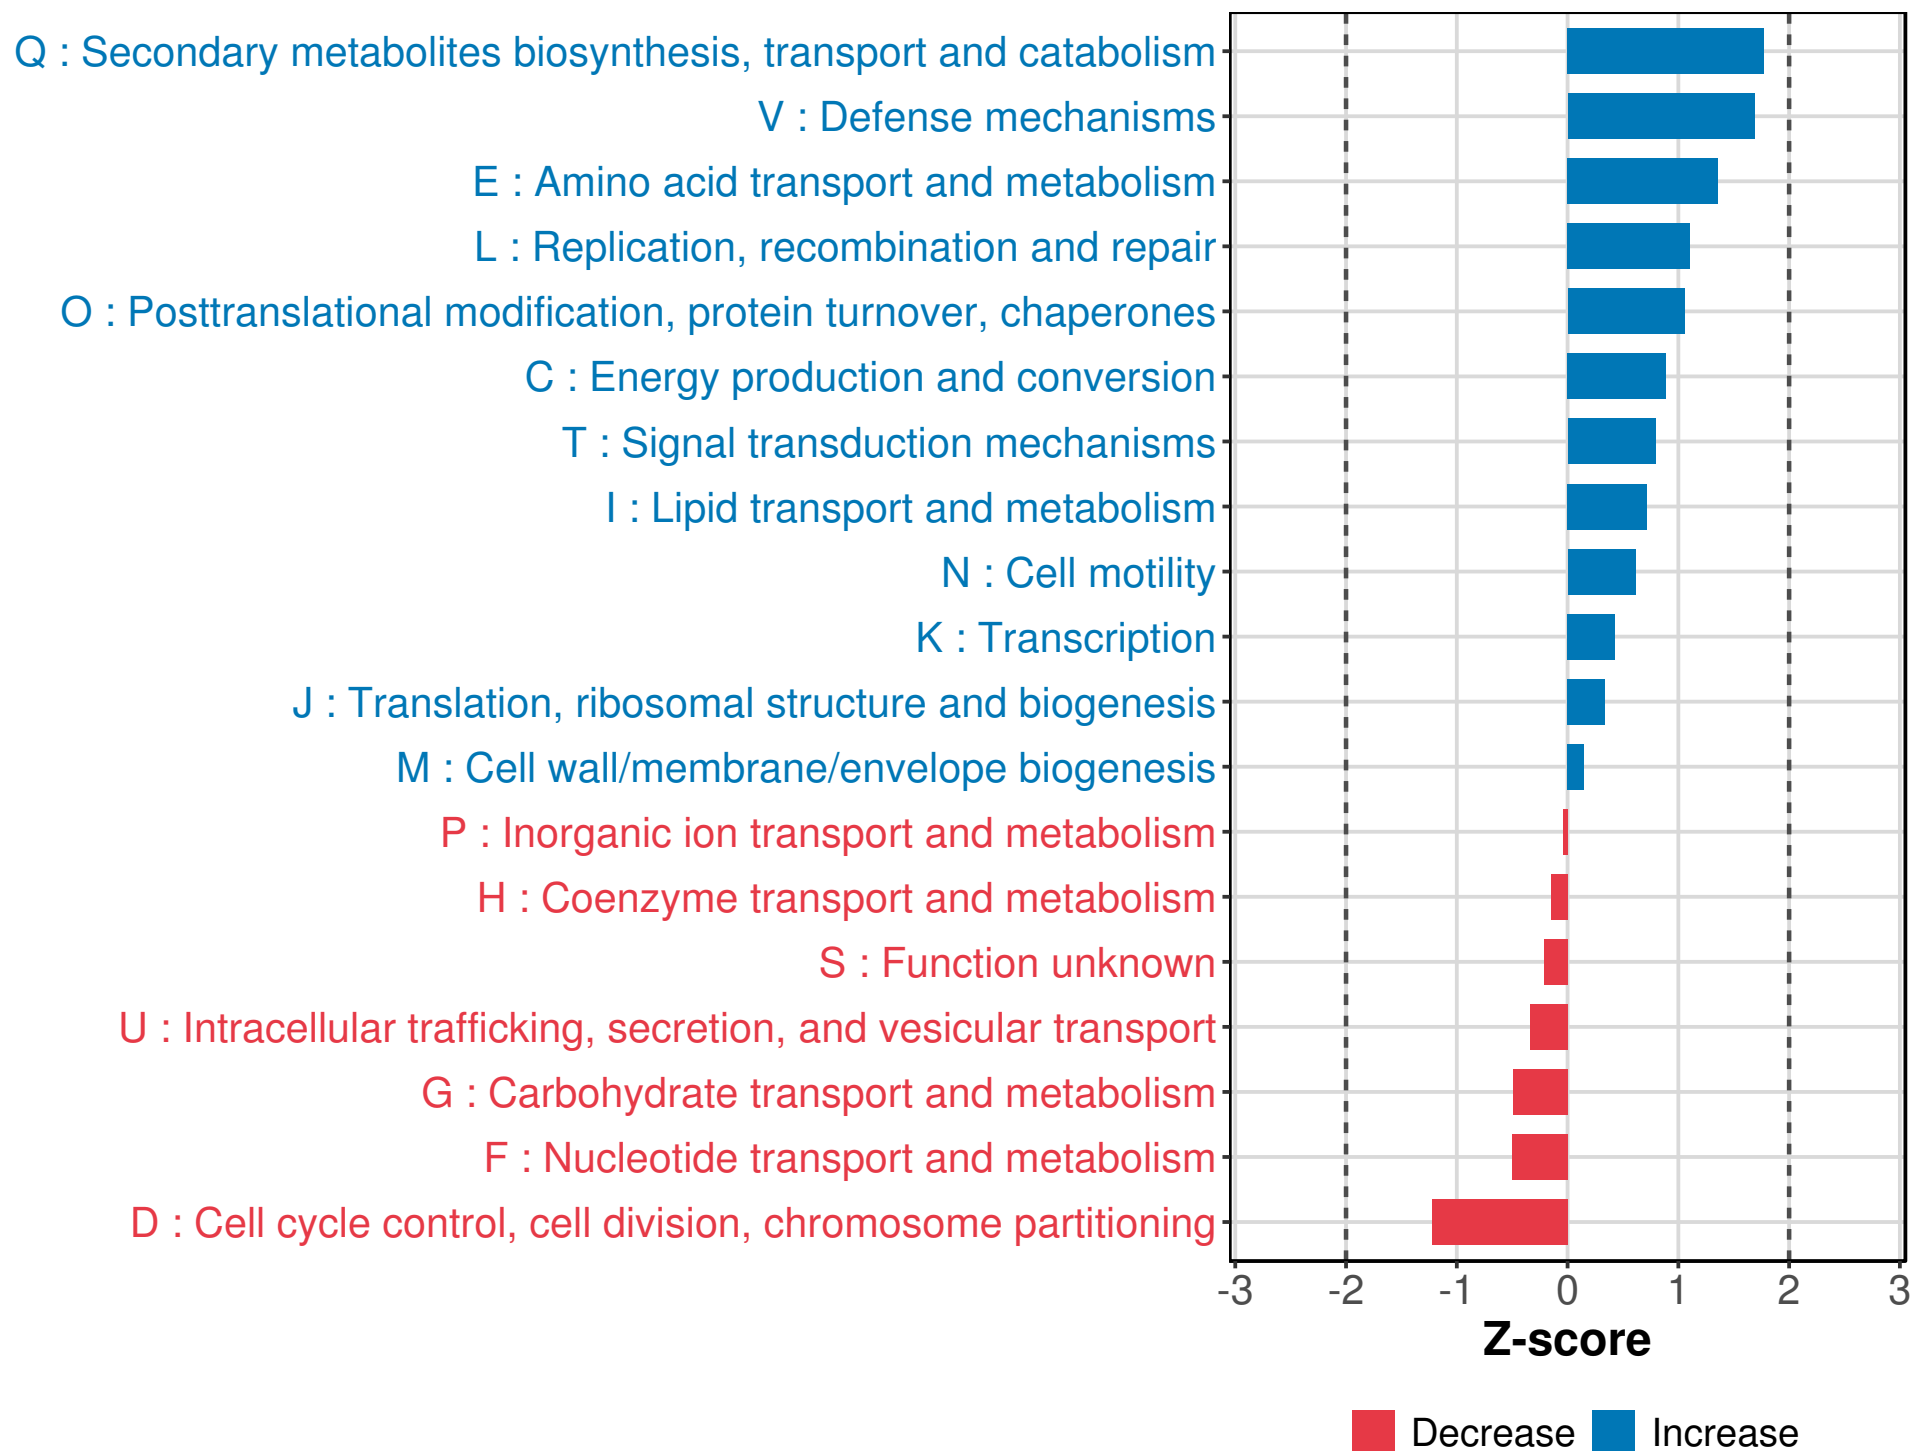 Q : Secondary metabolites biosynthesis, transport and catabolism
V : Defense mechanisms
E : Amino acid transport and metabolism
L : Replication, recombination and repair
O : Posttranslational modification, protein turnover, chaperones
C : Energy production and conversion
T : Signal transduction mechanisms
I : Lipid transport and metabolism
N : Cell motility
K : Transcription
J : Translation, ribosomal structure and biogenesis
M : Cell wall/membrane/envelope biogenesis
P : Inorganic ion transport and metabolism
H : Coenzyme transport and metabolism
S : Function unknown
U : Intracellular trafficking, secretion, and vesicular transport
G : Carbohydrate transport and metabolism
F : Nucleotide transport and metabolism
D : Cell cycle control, cell division, chromosome partitioning
-3 -2 -1 0 1 2 3
Z-score
Decrease Increase